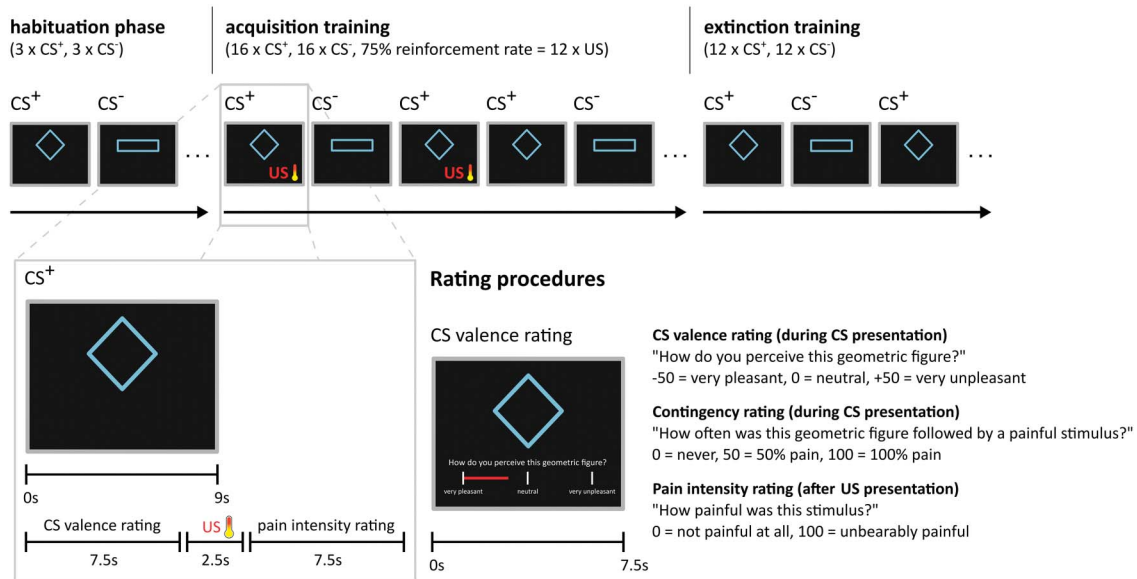 habituation phase
(3 x CS⁺, 3 x CS⁻)
acquisition training
(16 x CS⁺, 16 x CS⁻, 75% reinforcement rate = 12 x US)
extinction training
(12 x CS⁺, 12 x CS⁻)
CS⁺ CS⁻ CS⁺ CS⁻ CS⁺ CS⁺ CS⁻ CS⁺ CS⁻ CS⁺
US US
... ... ...
CS⁺
0s 9s
CS valence rating US pain intensity rating
7.5s 2.5s 7.5s
Rating procedures
CS valence rating
How do you perceive this geometric figure?
very pleasant neutral very unpleasant
0s 7.5s
CS valence rating (during CS presentation)
"How do you perceive this geometric figure?"
-50 = very pleasant, 0 = neutral, +50 = very unpleasant
Contingency rating (during CS presentation)
"How often was this geometric figure followed by a painful stimulus?"
0 = never, 50 = 50% pain, 100 = 100% pain
Pain intensity rating (after US presentation)
"How painful was this stimulus?"
0 = not painful at all, 100 = unbearably painful